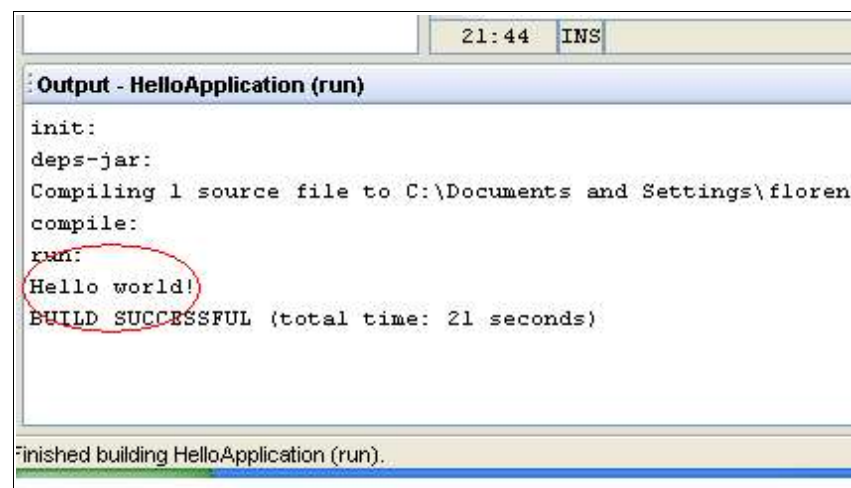 21:44 INS
Output - HelloApplication (run)
init:
deps-jar:
Compiling 1 source file to C:\Documents and Settings\floren
compile:
run:
Hello world!
BUILD SUCCESSFUL (total time: 21 seconds)
Finished building HelloApplication (run).